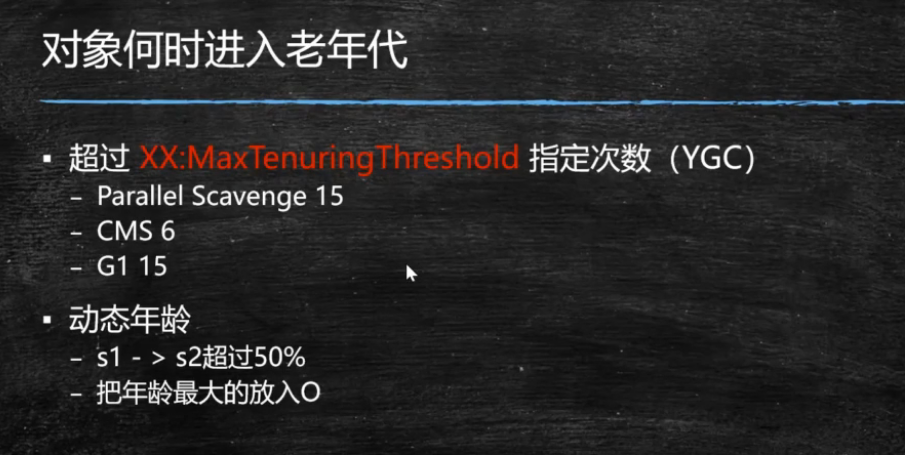 对象何时进入老年代
▪ 超过 XX:MaxTenuringThreshold 指定次数（YGC）
– Parallel Scavenge 15
– CMS 6
– G1 15
▪ 动态年龄
– s1 - > s2超过50%
– 把年龄最大的放入O